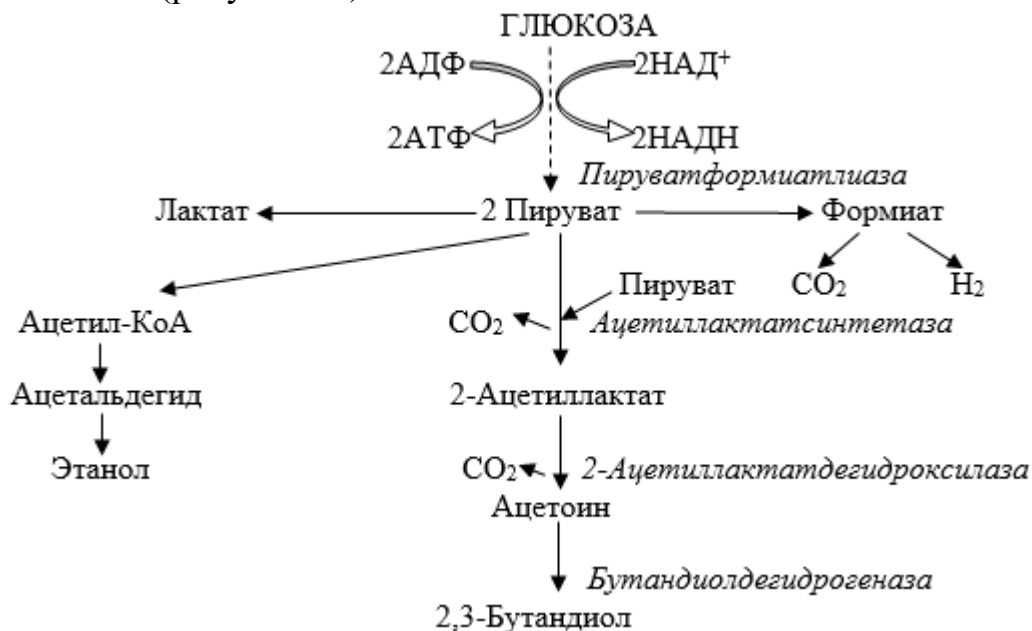 ГЛЮКОЗА
2АДФ 2НАД⁺
2АТФ 2НАДН
Пируватформиатлиаза
Лактат 2 Пируват Формиат
Пируват CO₂ H₂
Ацетил-КоА CO₂ Ацетиллактатсинтетаза
Ацетальдегид 2-Ацетиллактат
Этанол CO₂ 2-Ацетиллактатдегидроксилаза
Ацетоин
Бутандиолдегидрогеназа
2,3-Бутандиол